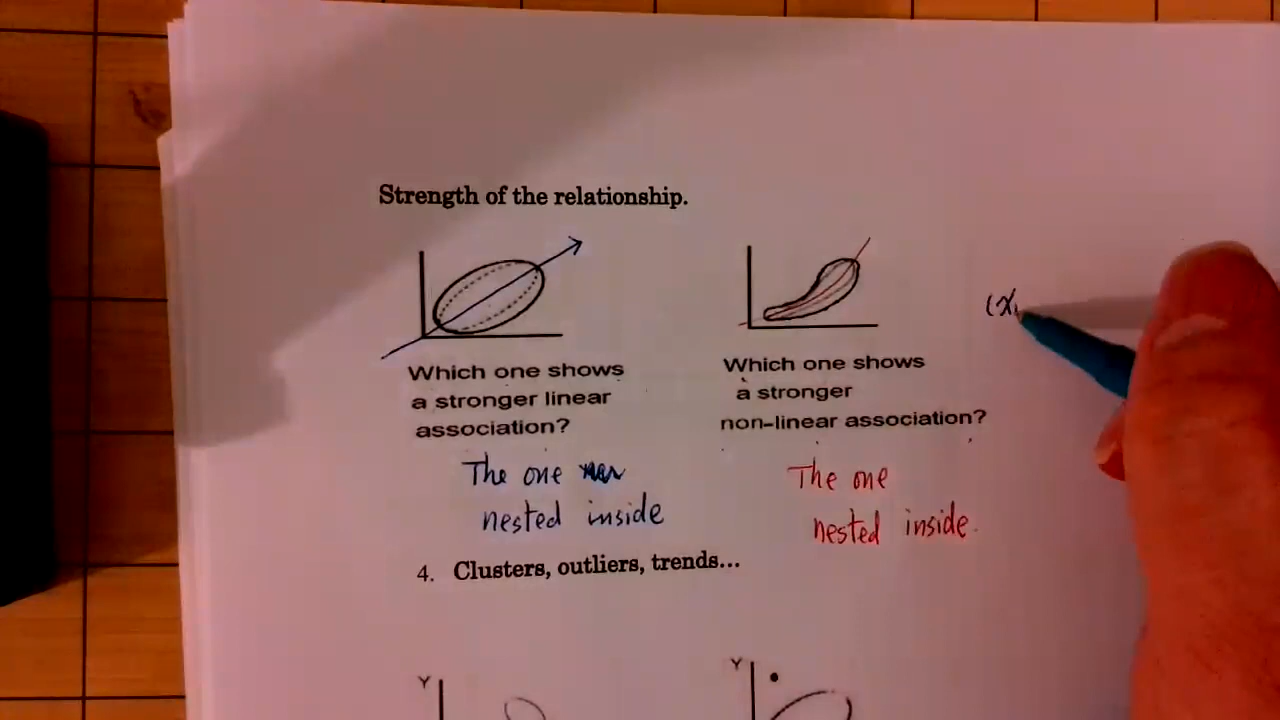 Strength of the relationship.
Which one shows
a stronger linear
association?
The one
nested inside
Which one shows
a stronger
non-linear association?
The one
nested inside.
(x
4. Clusters, outliers, trends...
Y
Y